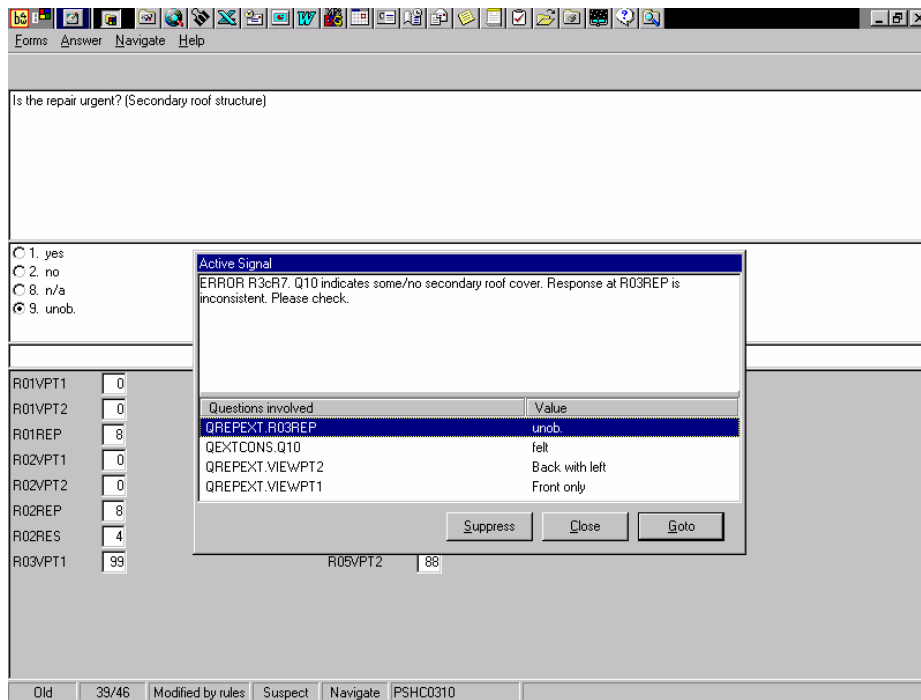 Forms Answer Navigate Help
Is the repair urgent? (Secondary roof structure)
1. yes
2. no
8. n/a
9. unob.
Active Signal
ERROR R3cR7. Q10 indicates some/no secondary roof cover. Response at R03REP is
inconsistent. Please check.
Questions involved Value
QREPEXT.R03REP unob.
QEXTCONS.Q10 felt
QREPEXT.VIEWPT2 Back with left
QREPEXT.VIEWPT1 Front only
Suppress Close Goto
R01VPT1 0
R01VPT2 0
R01REP 8
R02VPT1 0
R02VPT2 0
R02REP 8
R02RES 4
R03VPT1 99 R05VPT2 88
Old 39/46 Modified by rules Suspect Navigate PSHC0310